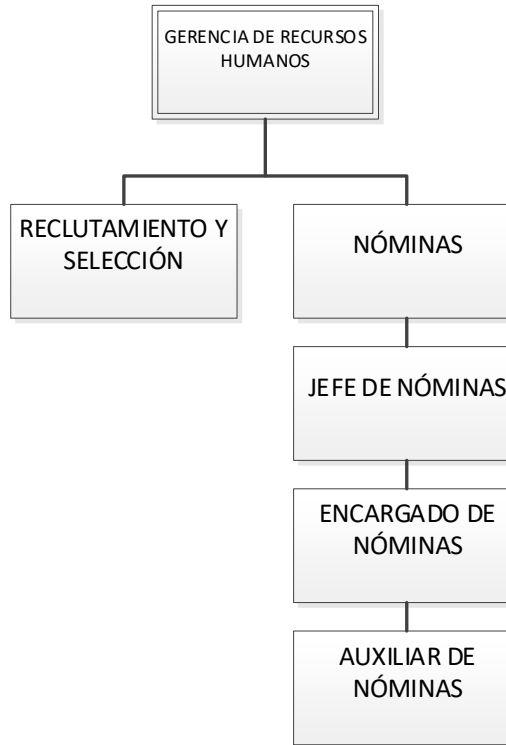 GERENCIA DE RECURSOS
HUMANOS
RECLUTAMIENTO Y
SELECCIÓN
NÓMINAS
JEFE DE NÓMINAS
ENCARGADO DE
NÓMINAS
AUXILIAR DE
NÓMINAS